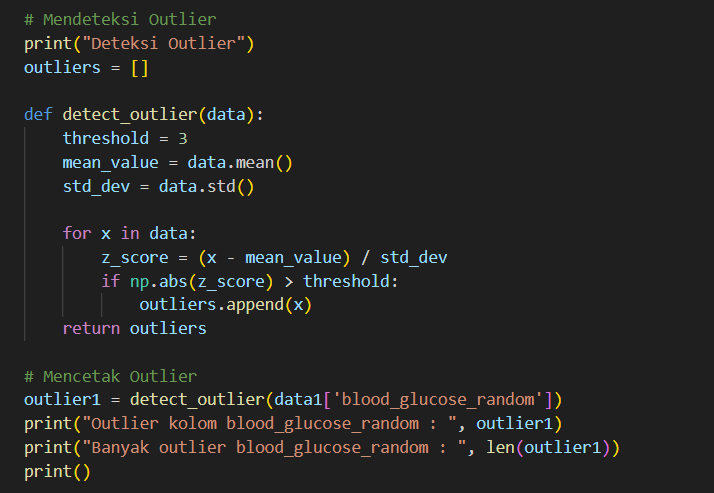 # Mendeteksi Outlier
print("Deteksi Outlier")
outliers = []

def detect_outlier(data):
    threshold = 3
    mean_value = data.mean()
    std_dev = data.std()

    for x in data:
        z_score = (x - mean_value) / std_dev
        if np.abs(z_score) > threshold:
            outliers.append(x)
    return outliers

# Mencetak Outlier
outlier1 = detect_outlier(data1['blood_glucose_random'])
print("Outlier kolom blood_glucose_random : ", outlier1)
print("Banyak outlier blood_glucose_random : ", len(outlier1))
print()